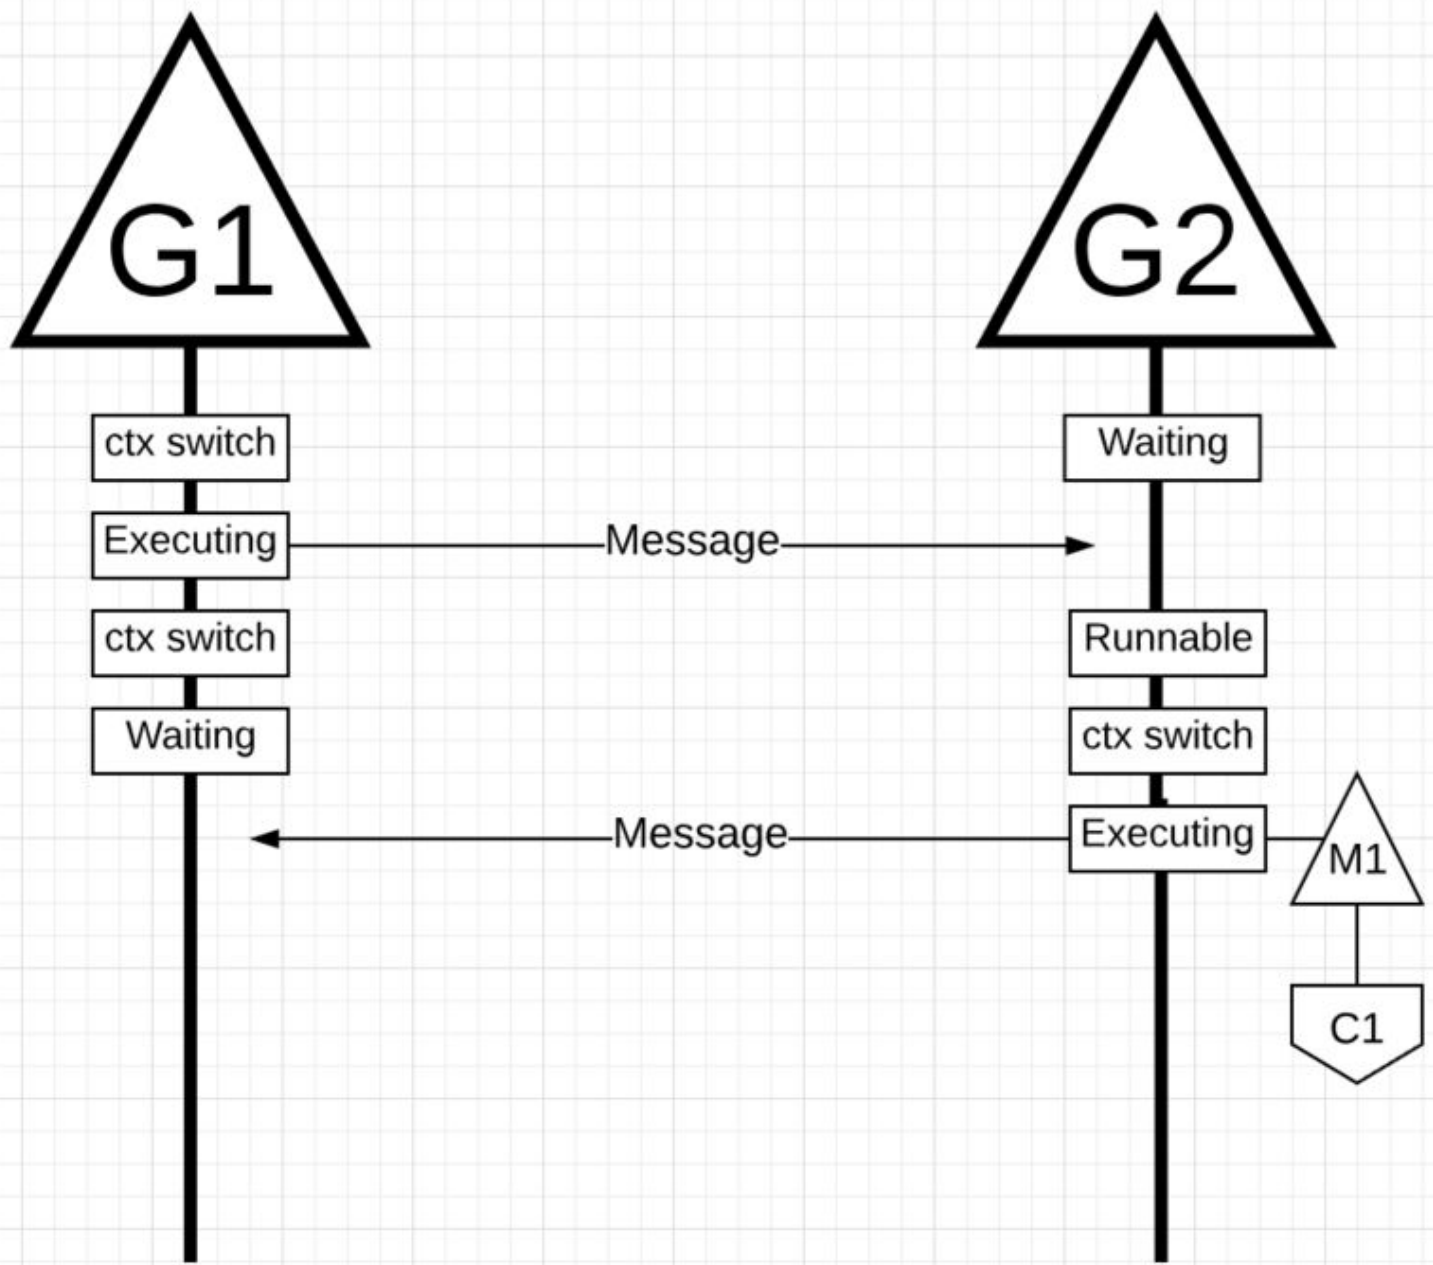 G1
G2
ctx switch
Waiting
Executing
Message
ctx switch
Runnable
Waiting
ctx switch
Message
Executing
M1
C1